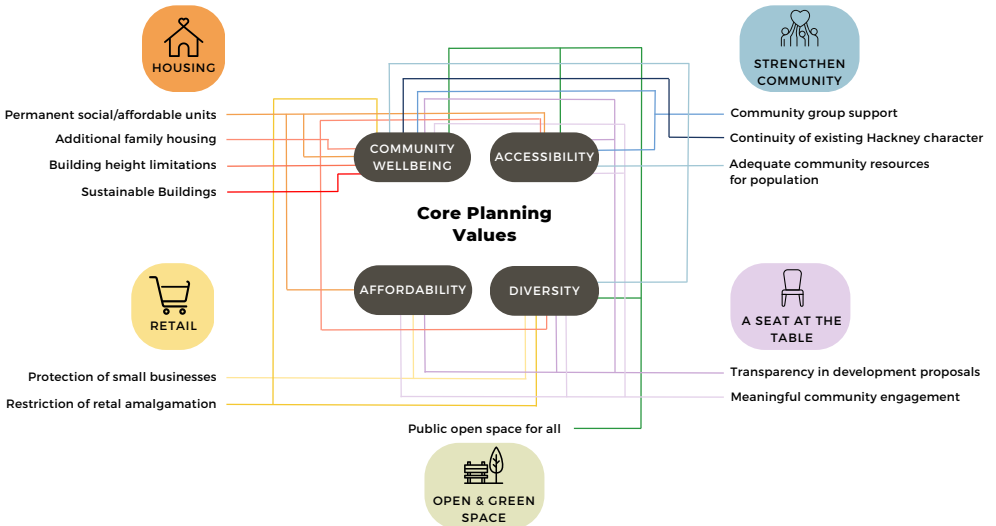 HOUSING
Permanent social/affordable units
Additional family housing
Building height limitations
Sustainable Buildings
STRENGTHEN
COMMUNITY
Community group support
Continuity of existing Hackney character
Adequate community resources
for population
COMMUNITY
WELLBEING
ACCESSIBILITY
Core Planning
Values
AFFORDABILITY
DIVERSITY
RETAIL
Protection of small businesses
Restriction of retal amalgamation
A SEAT AT THE
TABLE
Transparency in development proposals
Meaningful community engagement
Public open space for all
OPEN & GREEN
SPACE